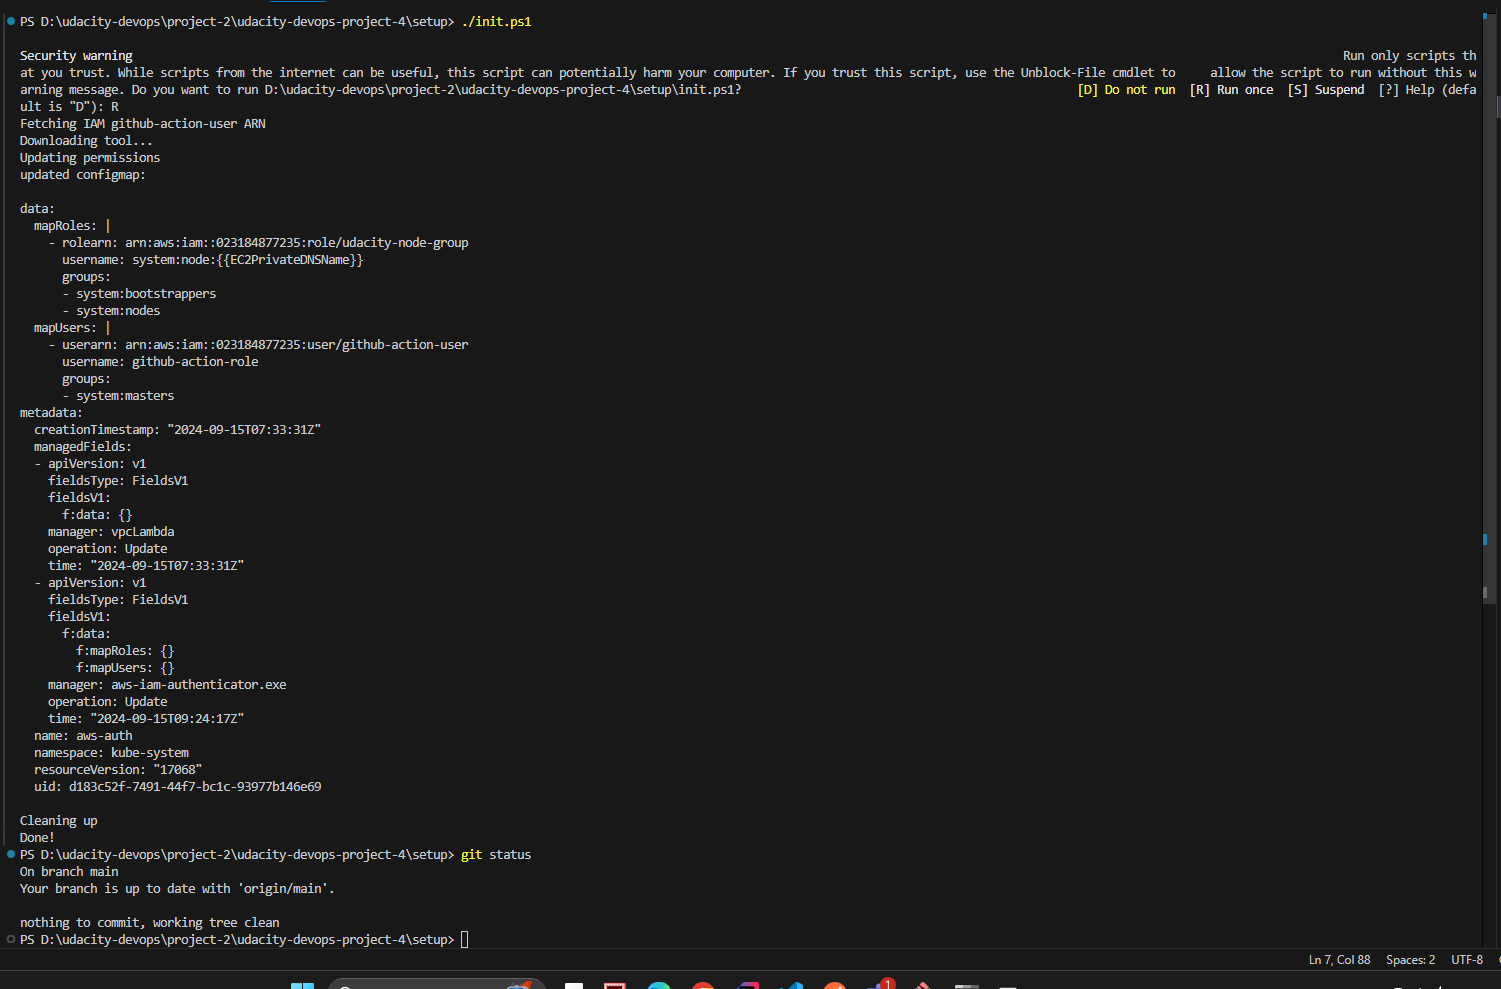 PS D:\udacity-devops\project-2\udacity-devops-project-4\setup> ./init.ps1
Security warning
Run only scripts th
at you trust. While scripts from the internet can be useful, this script can potentially harm your computer. If you trust this script, use the Unblock-File cmdlet to allow the script to run without this w
arning message. Do you want to run D:\udacity-devops\project-2\udacity-devops-project-4\setup\init.ps1? [D] Do not run [R] Run once [S] Suspend [?] Help (defa
ult is "D"): R
Fetching IAM github-action-user ARN
Downloading tool...
Updating permissions
updated configmap:
data:
mapRoles: |
- rolearn: arn:aws:iam::023184877235:role/udacity-node-group
username: system:node:{{EC2PrivateDNSName}}
groups:
- system:bootstrappers
- system:nodes
mapUsers: |
- userarn: arn:aws:iam::023184877235:user/github-action-user
username: github-action-role
groups:
- system:masters
metadata:
creationTimestamp: "2024-09-15T07:33:31Z"
managedFields:
- apiVersion: v1
fieldsType: FieldsV1
fieldsV1:
f:data: {}
manager: vpcLambda
operation: Update
time: "2024-09-15T07:33:31Z"
- apiVersion: v1
fieldsType: FieldsV1
fieldsV1:
f:data:
f:mapRoles: {}
f:mapUsers: {}
manager: aws-iam-authenticator.exe
operation: Update
time: "2024-09-15T09:24:17Z"
name: aws-auth
namespace: kube-system
resourceVersion: "17068"
uid: d183c52f-7491-44f7-bc1c-93977b146e69
Cleaning up
Done!
PS D:\udacity-devops\project-2\udacity-devops-project-4\setup> git status
On branch main
Your branch is up to date with 'origin/main'.
nothing to commit, working tree clean
PS D:\udacity-devops\project-2\udacity-devops-project-4\setup>
Ln 7, Col 88 Spaces: 2 UTF-8
1